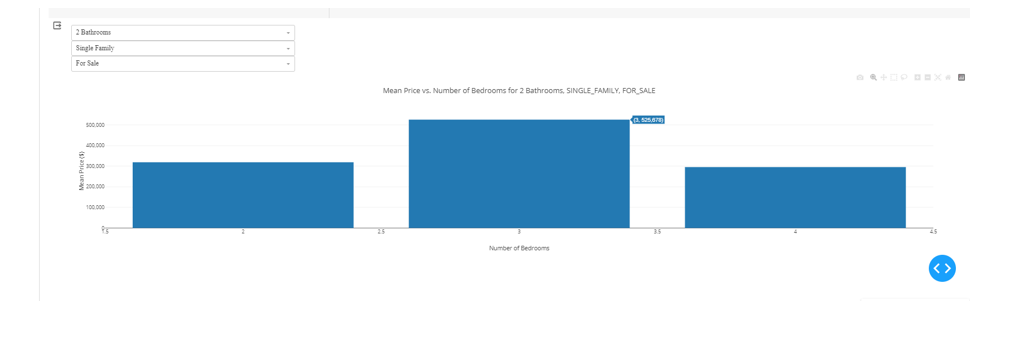 2 Bathrooms
Single Family
For Sale
Mean Price vs. Number of Bedrooms for 2 Bathrooms, SINGLE_FAMILY, FOR_SALE
(3, 525,678)
500,000
400,000
300,000
200,000
100,000
0
Mean Price ($)
1.5 2 2.5 3 3.5 4 4.5
Number of Bedrooms